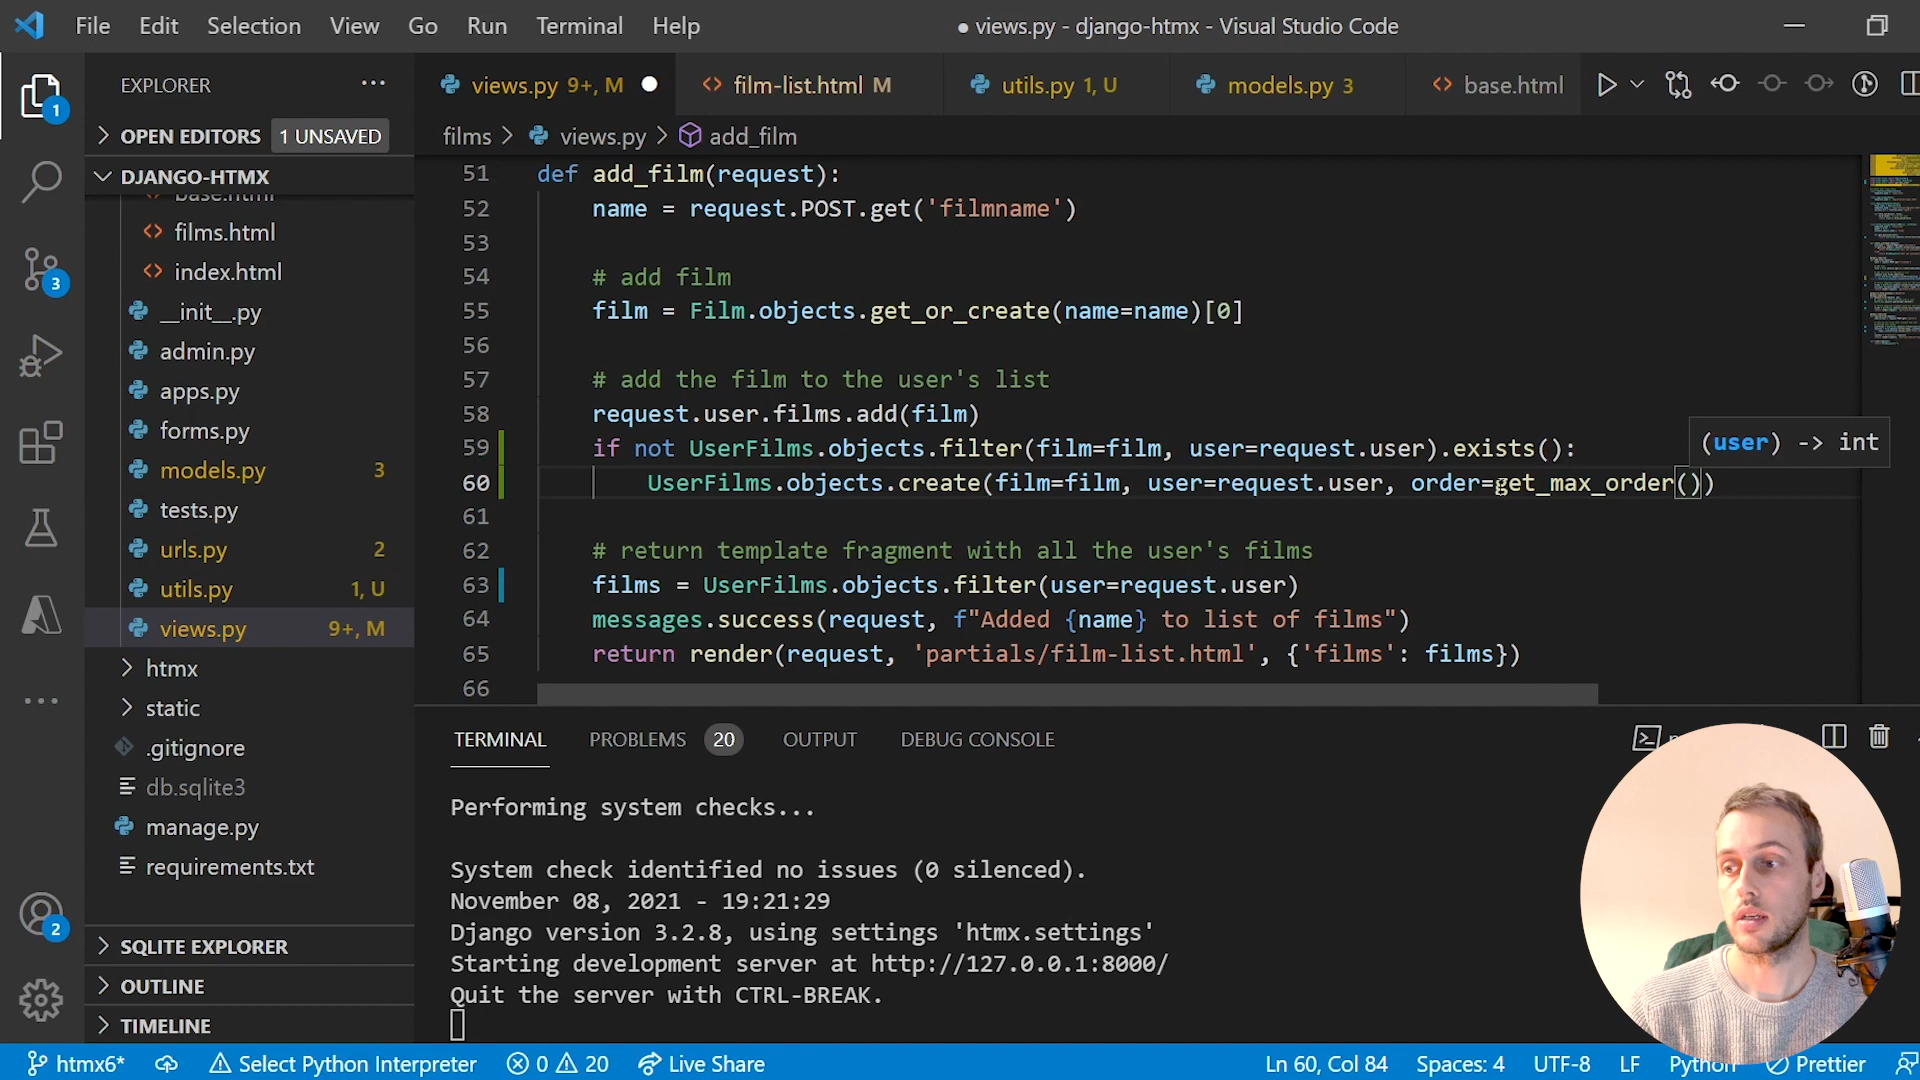 File Edit Selection View Go Run Terminal Help
● views.py - django-htmx - Visual Studio Code
EXPLORER
views.py 9+, M
film-list.html M
utils.py 1, U
models.py 3
base.html
OPEN EDITORS 1 UNSAVED
films > views.py > add_film
DJANGO-HTMX
base.html
films.html
index.html
__init__.py
admin.py
apps.py
forms.py
models.py 3
tests.py
urls.py 2
utils.py 1, U
views.py 9+, M
htmx
static
.gitignore
db.sqlite3
manage.py
requirements.txt
SQLITE EXPLORER
OUTLINE
TIMELINE
1
3
2
51 def add_film(request):
52 name = request.POST.get('filmname')
53
54 # add film
55 film = Film.objects.get_or_create(name=name)[0]
56
57 # add the film to the user's list
58 request.user.films.add(film)
59 if not UserFilms.objects.filter(film=film, user=request.user).exists():
(user) -> int
60 UserFilms.objects.create(film=film, user=request.user, order=get_max_order())
61
62 # return template fragment with all the user's films
63 films = UserFilms.objects.filter(user=request.user)
64 messages.success(request, f"Added {name} to list of films")
65 return render(request, 'partials/film-list.html', {'films': films})
66
TERMINAL PROBLEMS 20 OUTPUT DEBUG CONSOLE
Performing system checks...
System check identified no issues (0 silenced).
November 08, 2021 - 19:21:29
Django version 3.2.8, using settings 'htmx.settings'
Starting development server at http://127.0.0.1:8000/
Quit the server with CTRL-BREAK.
htmx6* Select Python Interpreter 0 20 Live Share Ln 60, Col 84 Spaces: 4 UTF-8 LF Python Prettier